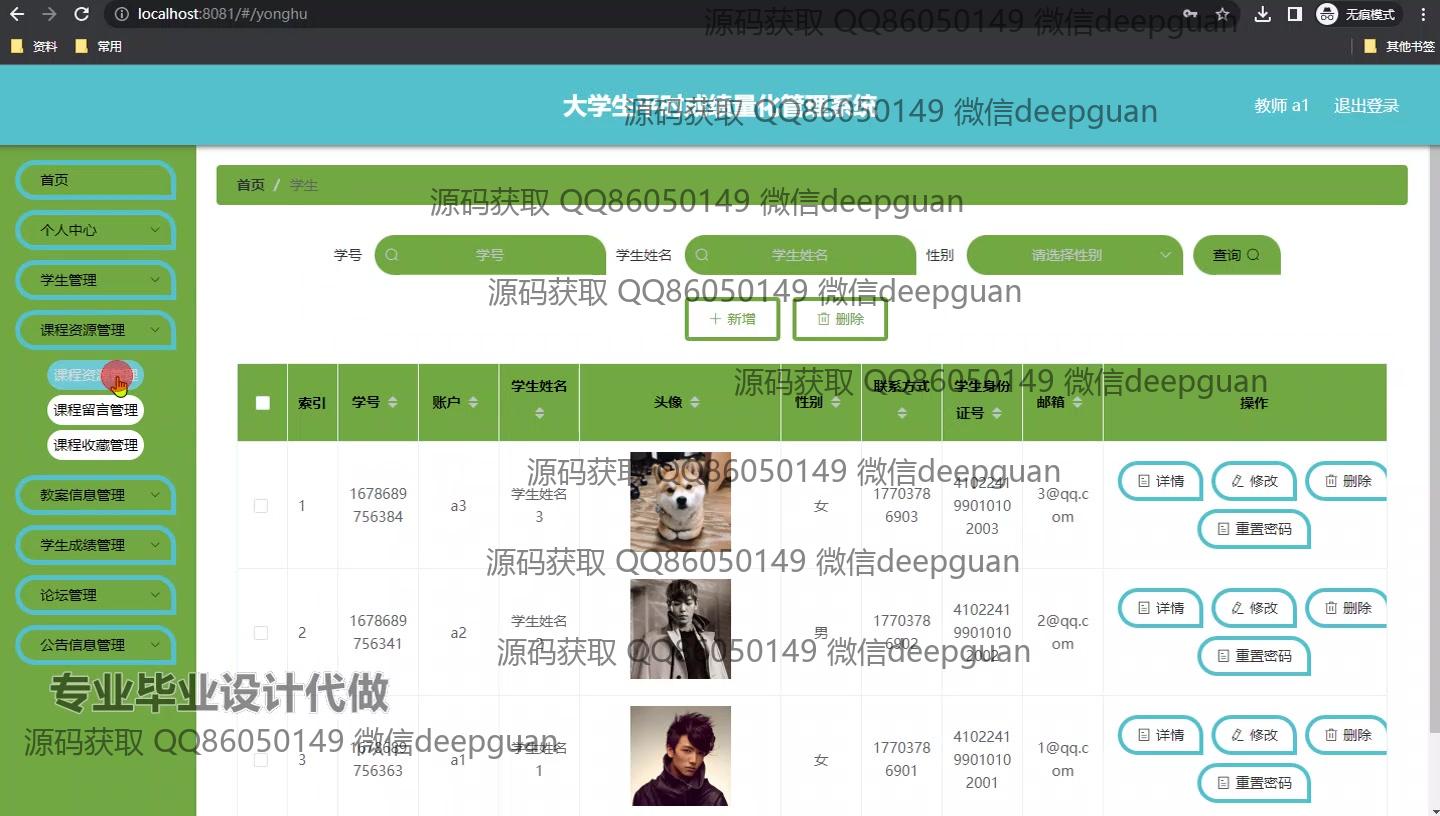 localhost:8081/#/yonghu
无痕模式
源码获取 QQ86050149 微信deepguan
资料
常用
其他书签
大学生平时成绩量化管理系统
源码获取 QQ86050149 微信deepguan
教师 a1
退出登录
首页
个人中心
学生管理
课程资源管理
课程资源管理
课程留言管理
课程收藏管理
教案信息管理
学生成绩管理
论坛管理
公告信息管理
专业毕业设计代做
首页 / 学生
源码获取 QQ86050149 微信deepguan
学号 学号 学生姓名 学生姓名 性别 请选择性别 查询
源码获取 QQ86050149 微信deepguan
新增 删除
索引 学号 账户 学生姓名 头像 性别 联系方式 学生身份证号 邮箱 操作
源码获取 QQ86050149 微信deepguan
1 1678689756384 a3 学生姓名3 女 17703786903 410224199010102003 3@qq.com 详情 修改 删除
重置密码
源码获取 QQ86050149 微信deepguan
源码获取 QQ86050149 微信deepguan
2 1678689756341 a2 学生姓名2 男 17703786902 410224199010102002 2@qq.com 详情 修改 删除
重置密码
源码获取 QQ86050149 微信deepguan
3 1678689756363 a1 学生姓名1 女 17703786901 410224199010102001 1@qq.com 详情 修改 删除
重置密码
源码获取 QQ86050149 微信deepguan